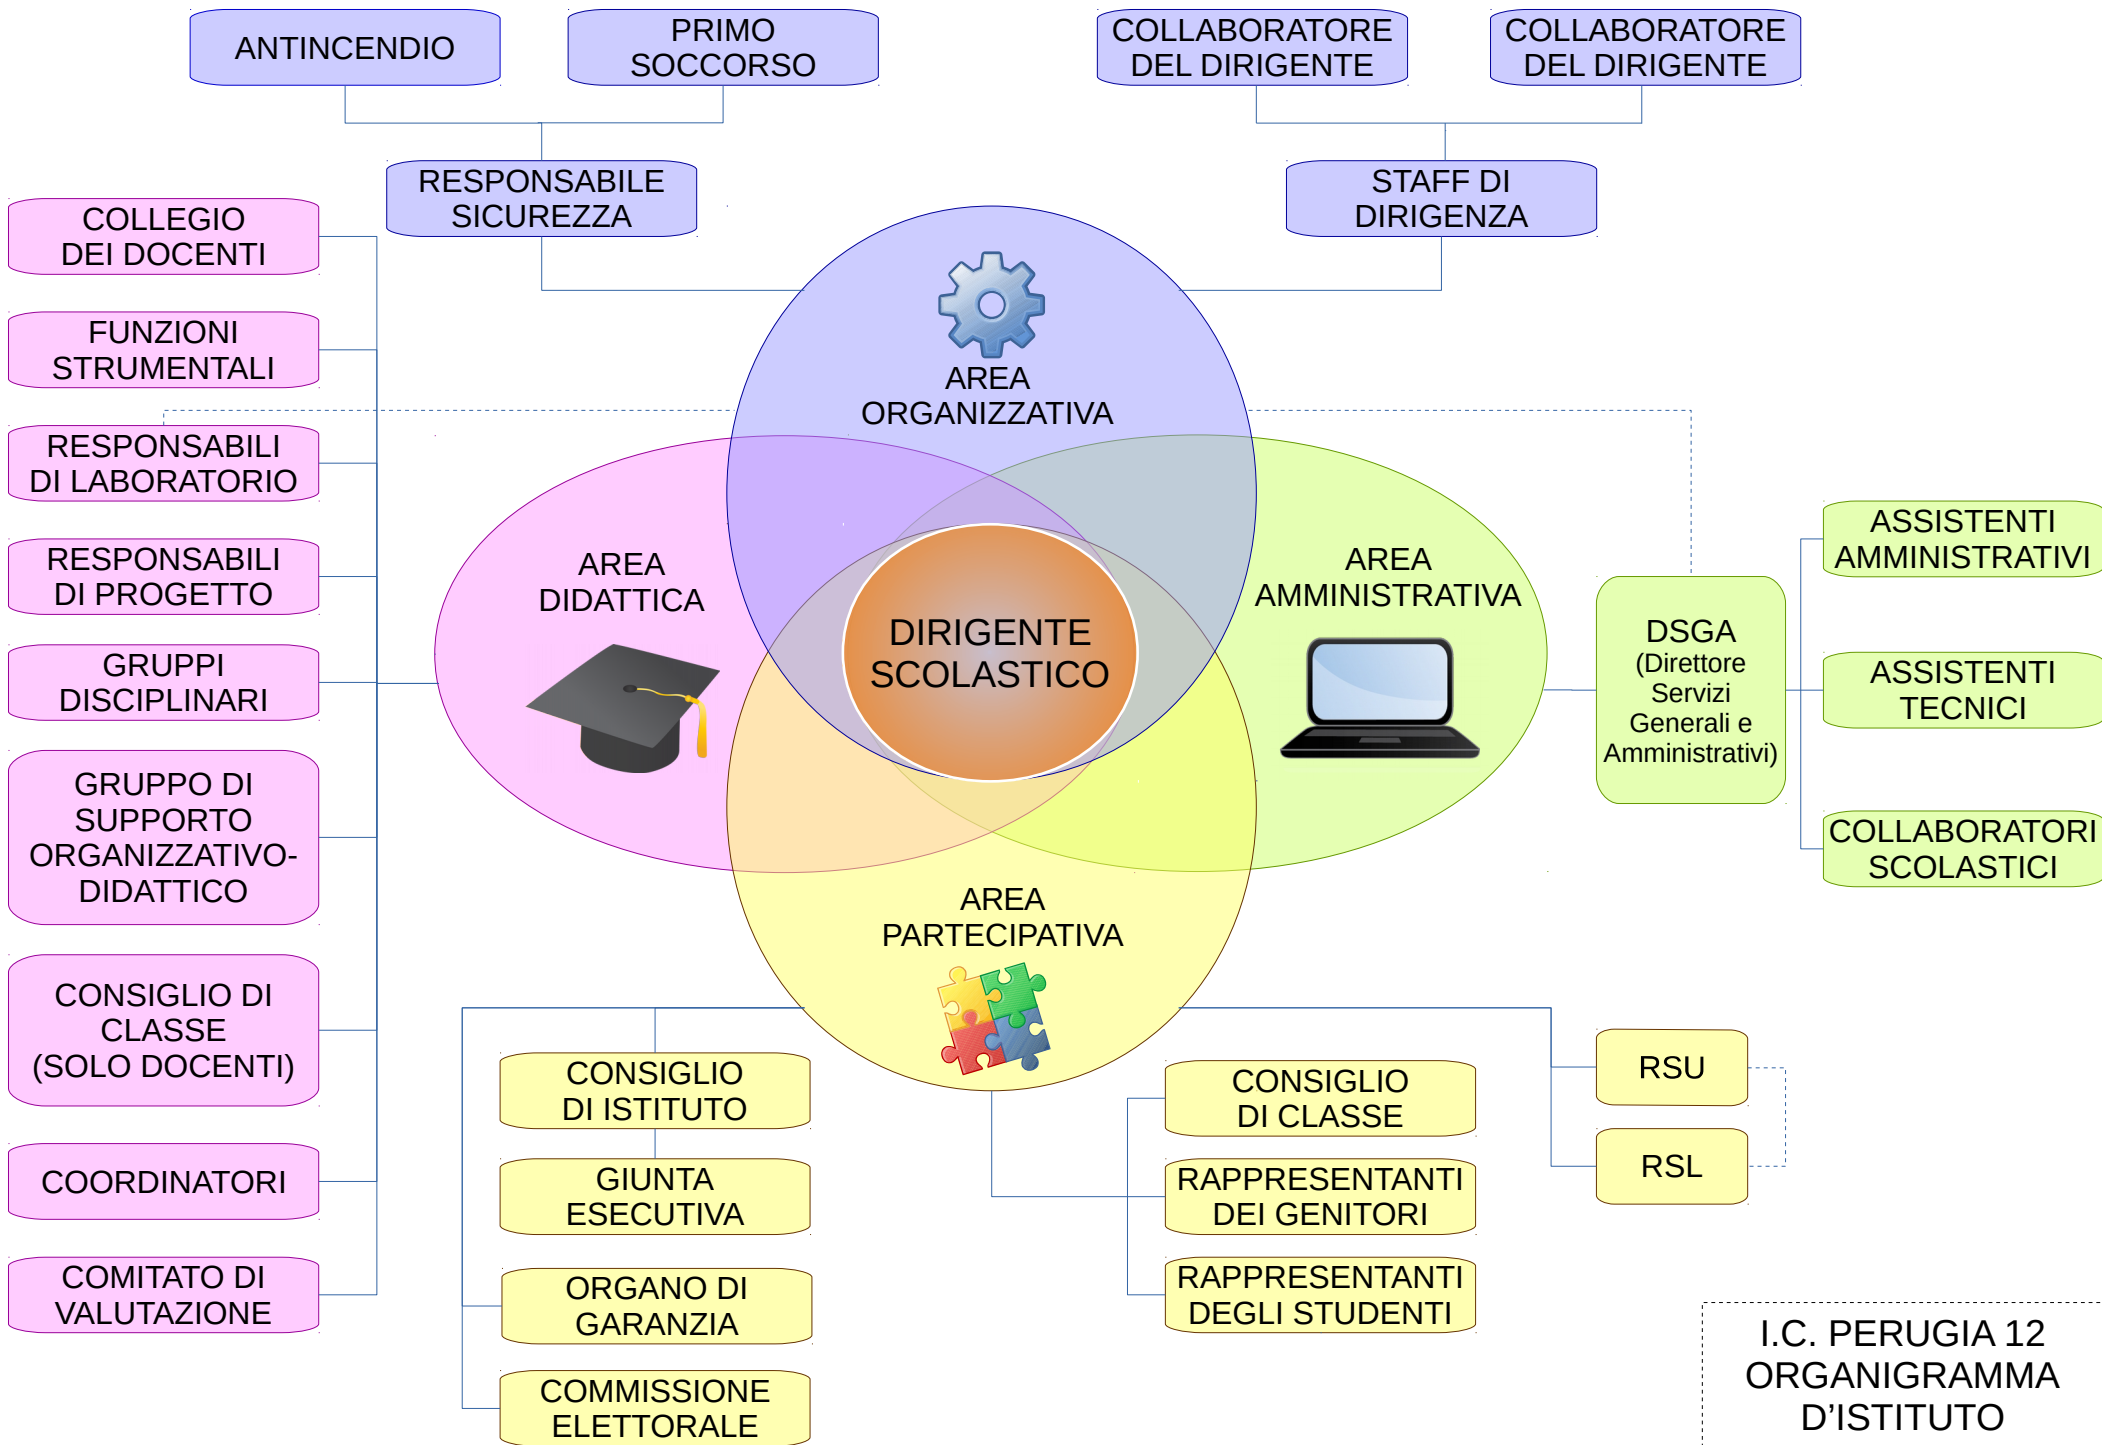 ANTINCENDIO
PRIMO
SOCCORSO
COLLABORATORE
DEL DIRIGENTE
COLLABORATORE
DEL DIRIGENTE
RESPONSABILE
SICUREZZA
STAFF DI
DIRIGENZA
COLLEGIO
DEI DOCENTI
FUNZIONI
STRUMENTALI
RESPONSABILI
DI LABORATORIO
RESPONSABILI
DI PROGETTO
GRUPPI
DISCIPLINARI
GRUPPO DI
SUPPORTO
ORGANIZZATIVO-
DIDATTICO
CONSIGLIO DI
CLASSE
(SOLO DOCENTI)
COORDINATORI
COMITATO DI
VALUTAZIONE
AREA
ORGANIZZATIVA
AREA
DIDATTICA
DIRIGENTE
SCOLASTICO
AREA
AMMINISTRATIVA
AREA
PARTECIPATIVA
DSGA
(Direttore
Servizi
Generali e
Amministrativi)
ASSISTENTI
AMMINISTRATIVI
ASSISTENTI
TECNICI
COLLABORATORI
SCOLASTICI
CONSIGLIO
DI ISTITUTO
GIUNTA
ESECUTIVA
ORGANO DI
GARANZIA
COMMISSIONE
ELETTORALE
CONSIGLIO
DI CLASSE
RAPPRESENTANTI
DEI GENITORI
RAPPRESENTANTI
DEGLI STUDENTI
RSU
RSL
I.C. PERUGIA 12
ORGANIGRAMMA
D’ISTITUTO